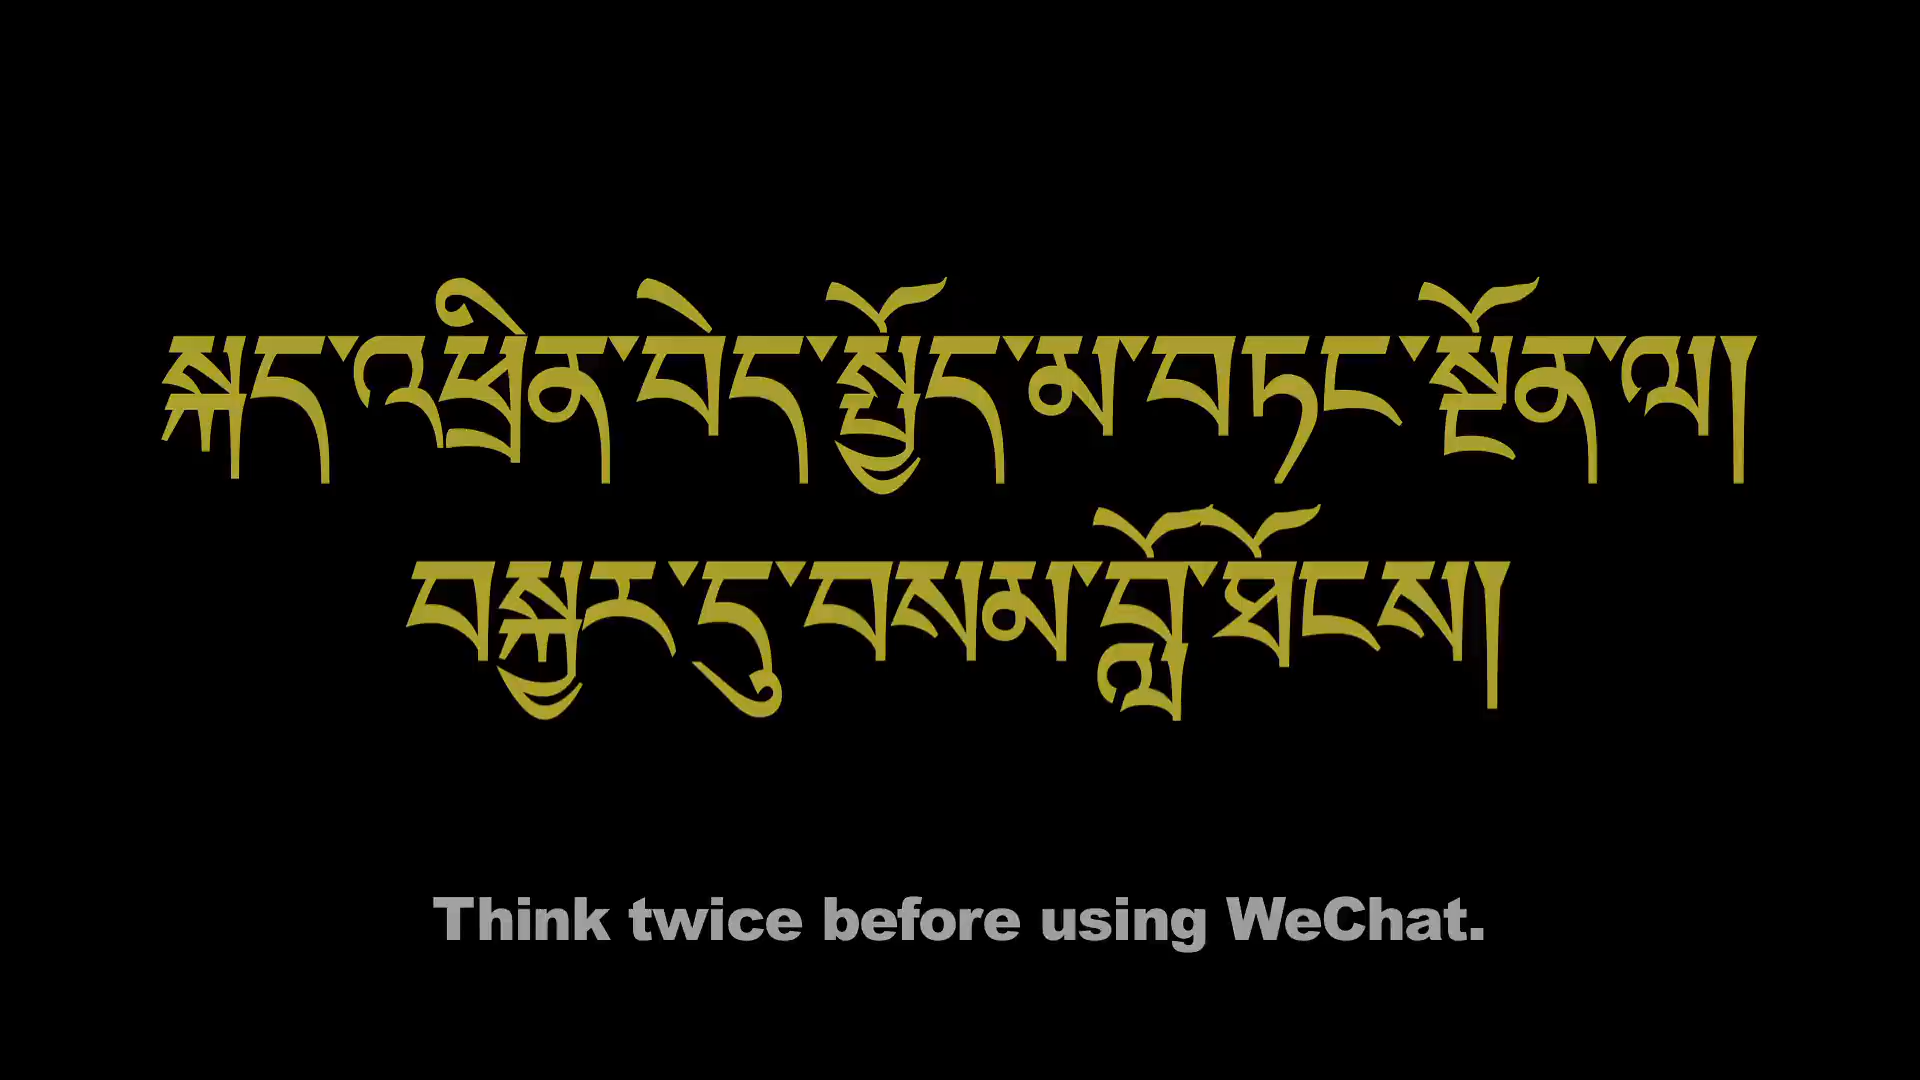 སྐད་འཕྲིན་བེད་སྤྱོད་མ་བཏང་སྔོན་ལ།
བསྐྱར་དུ་བསམ་བློ་ཐོངས།
Think twice before using WeChat.